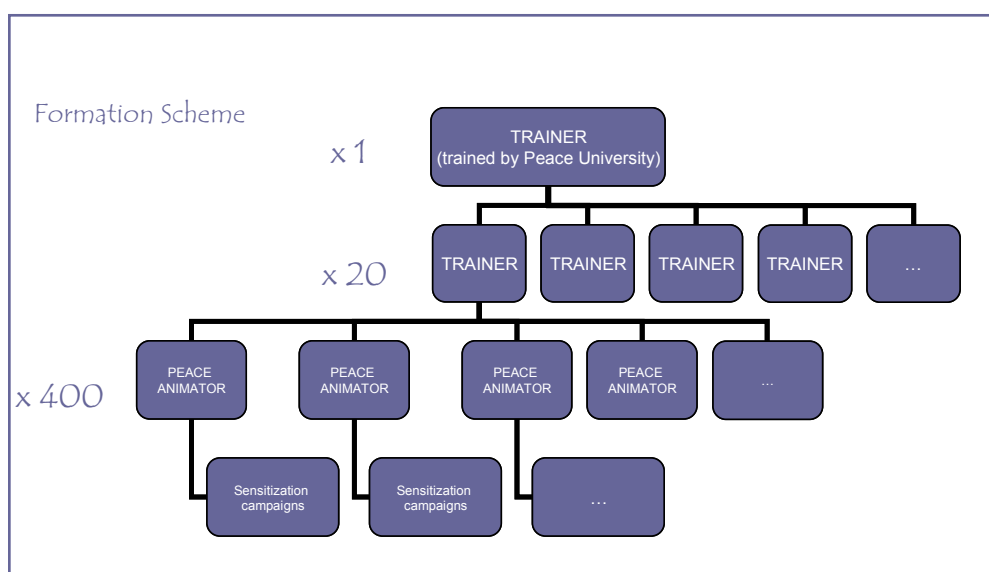 Formation Scheme
x 1
TRAINER
(trained by Peace University)
x 20
TRAINER
TRAINER
TRAINER
TRAINER
...
x 400
PEACE
ANIMATOR
PEACE
ANIMATOR
PEACE
ANIMATOR
PEACE
ANIMATOR
...
Sensitization
campaigns
Sensitization
campaigns
...